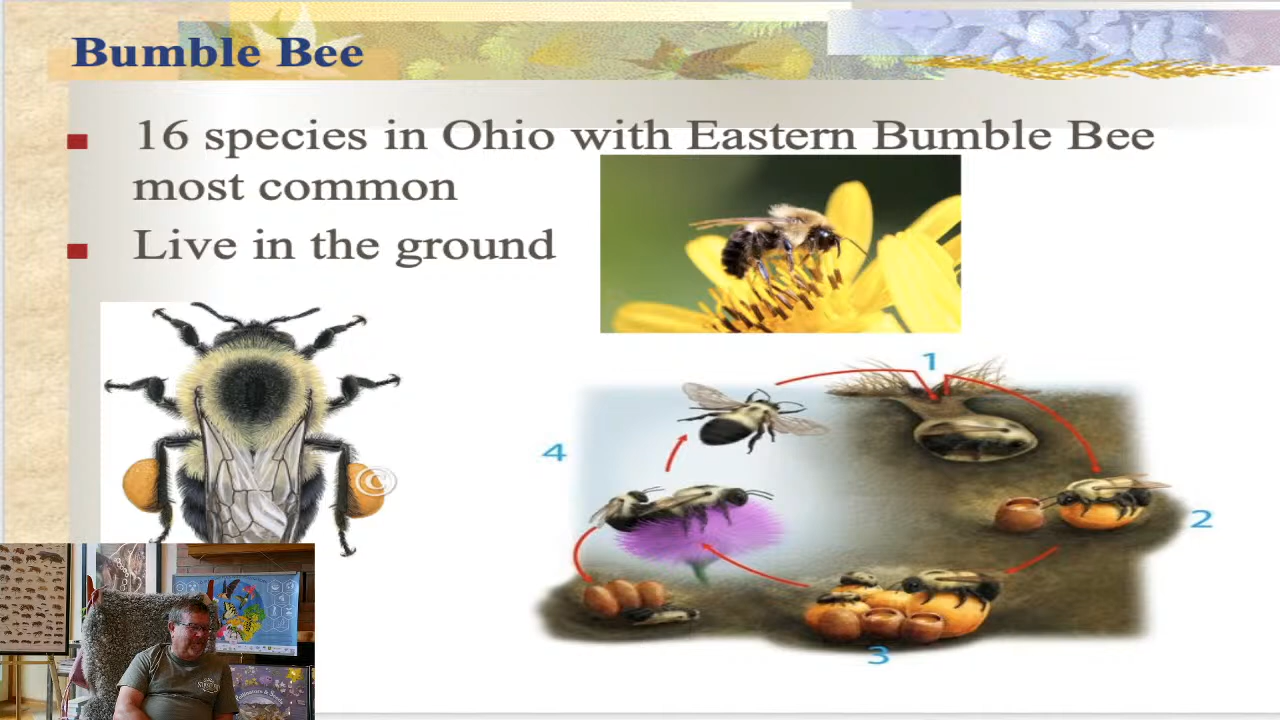 Bumble Bee
16 species in Ohio with Eastern Bumble Bee
most common
Live in the ground
©
1
4
2
3